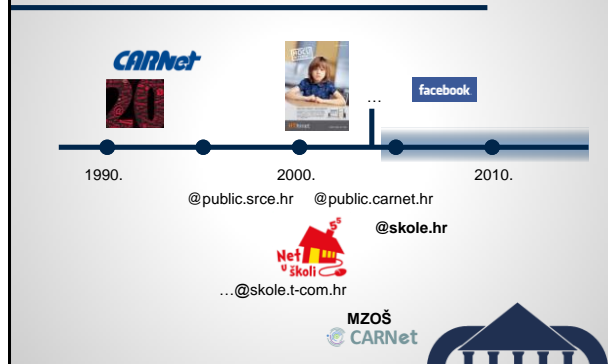 CARNet
20
…
facebook
1990.
2000.
2010.
@public.srce.hr
@public.carnet.hr
@skole.hr
Net
u školi
…@skole.t-com.hr
MZOŠ
CARNet